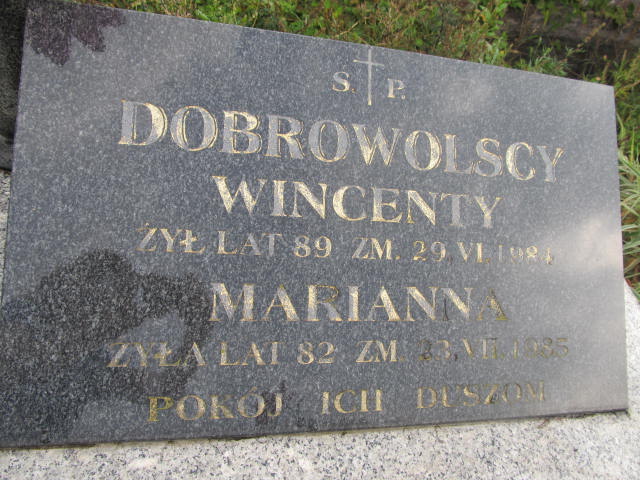 S. P.
DOBROWOLSCY
WINCENTY
ŻYŁ LAT 89 ZM. 29. VI. 1984
MARIANNA
ŻYŁA LAT 82 ZM 23. VII. 1985
POKÓJ ICH DUSZOM